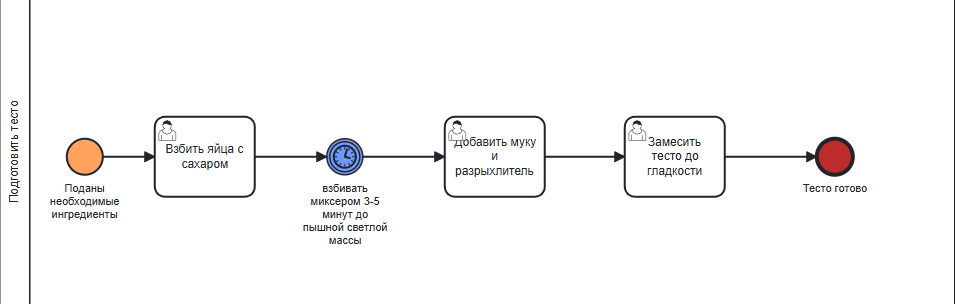 Подготовить тесто
Поданы
необходимые
ингредиенты
Взбить яйца с
сахаром
взбивать
миксером 3-5
минут до
пышной светлой
массы
Добавить муку
и
разрыхлитель
Замесить
тесто до
гладкости
Тесто готово